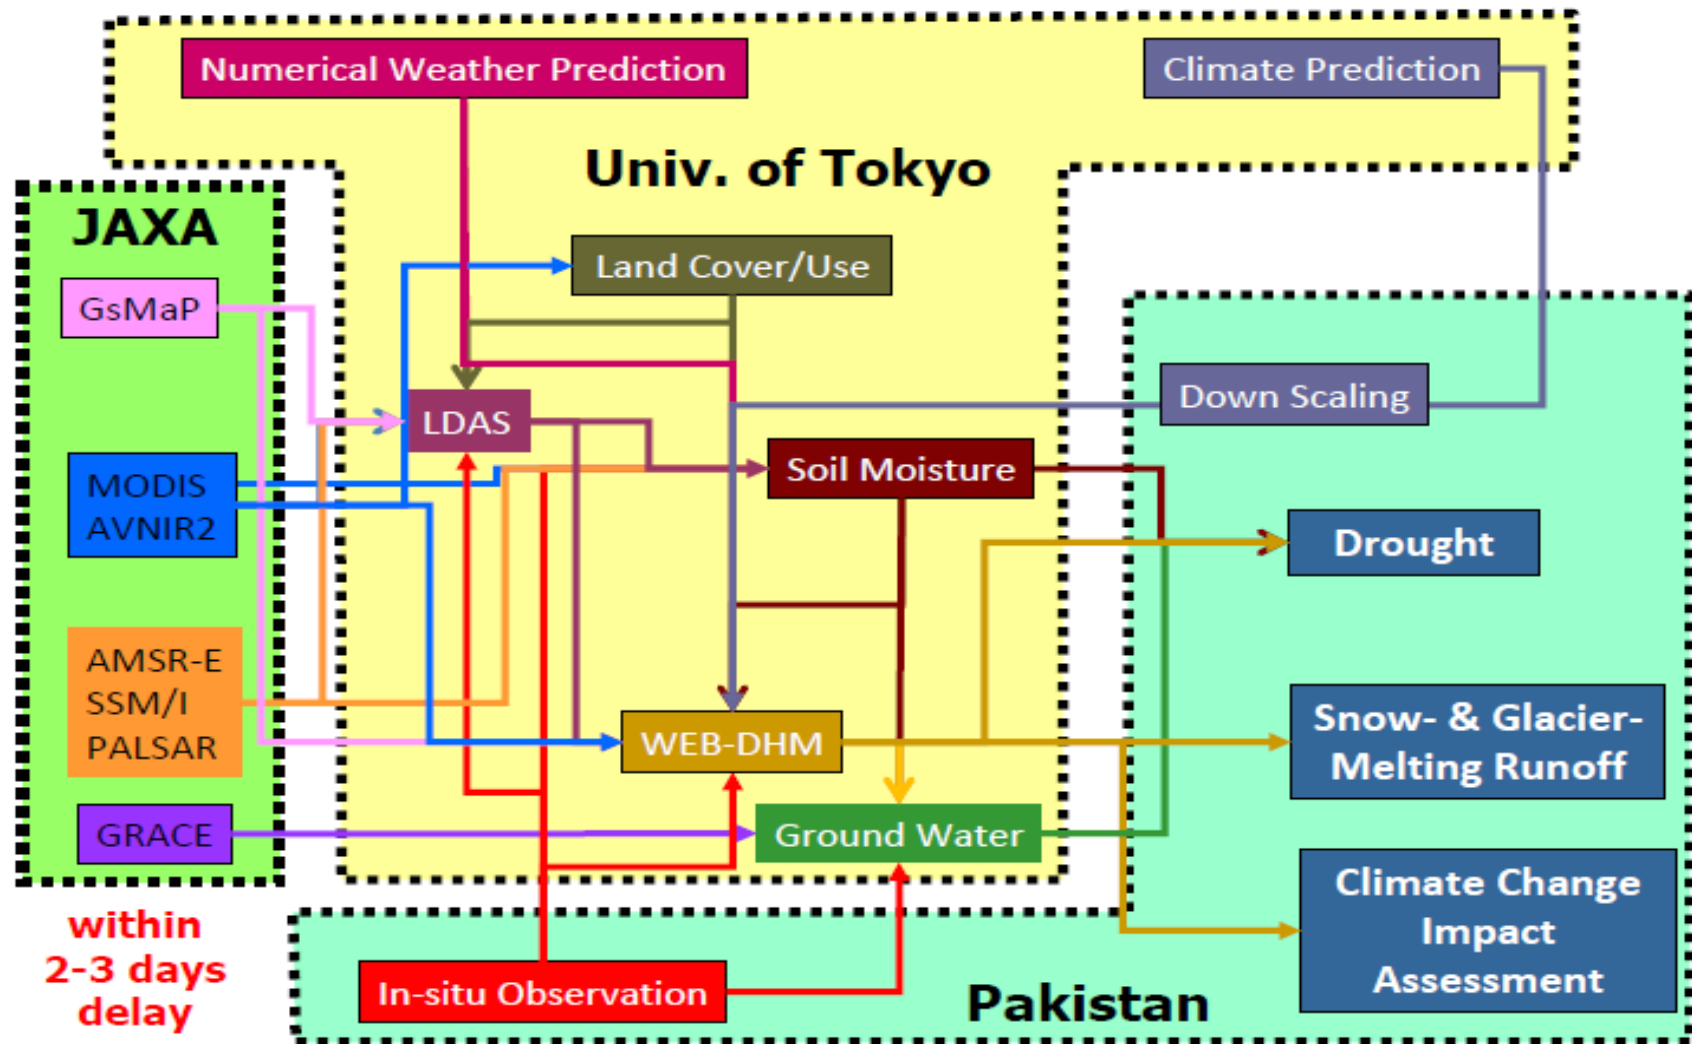 Numerical Weather Prediction
Climate Prediction
Univ. of Tokyo
JAXA
Land Cover/Use
GsMaP
Down Scaling
LDAS
Soil Moisture
MODIS
AVNIR2
Drought
AMSR-E
SSM/I
PALSAR
WEB-DHM
Snow- & Glacier-
Melting Runoff
GRACE
Ground Water
Climate Change
Impact
Assessment
within
2-3 days
delay
In-situ Observation
Pakistan